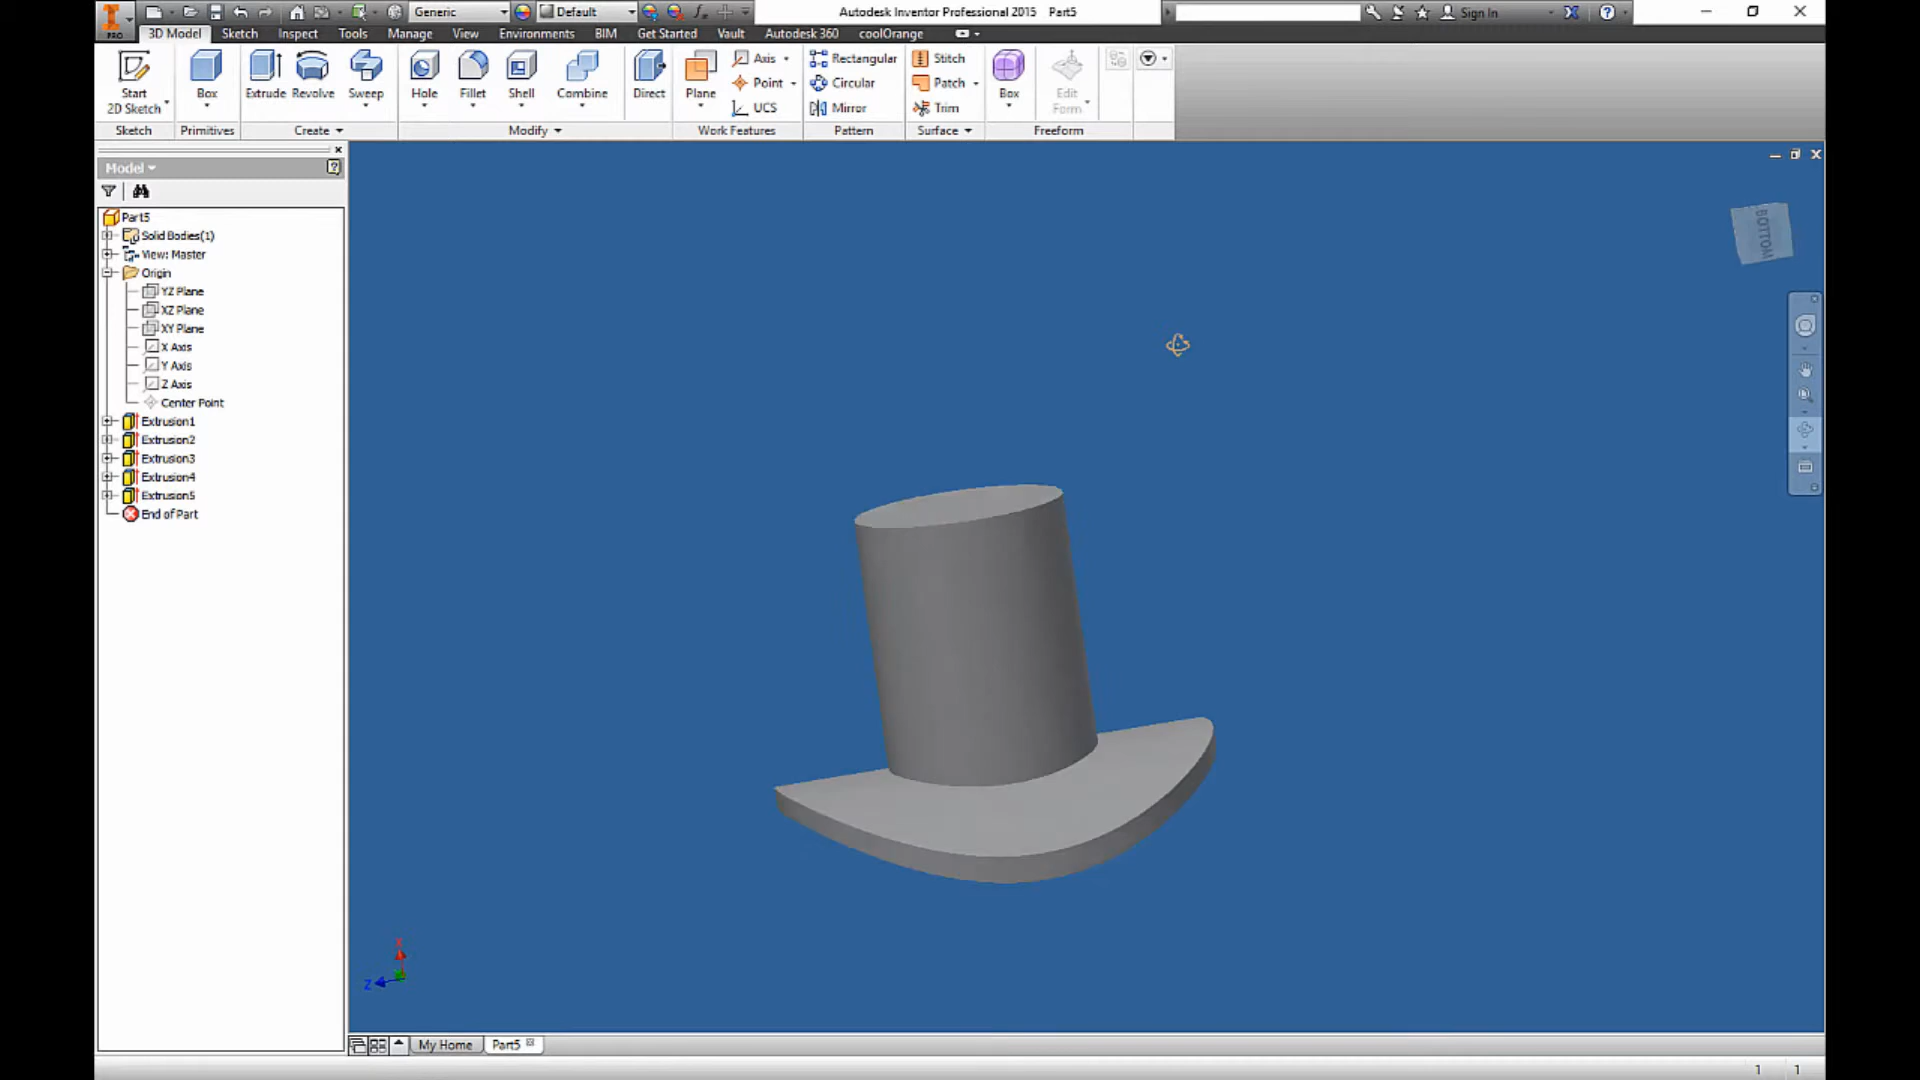 Generic
Default
Autodesk Inventor Professional 2015 Part5
Sign In
PRO
3D Model Sketch Inspect Tools Manage View Environments BIM Get Started Vault Autodesk 360 coolOrange
Start
2D Sketch
Box
Extrude
Revolve
Sweep
Hole
Fillet
Shell
Combine
Direct
Plane
Axis
Point
UCS
Rectangular
Circular
Mirror
Stitch
Patch
Trim
Box
Edit
Form
Sketch Primitives Create Modify Work Features Pattern Surface Freeform
Model
Part5
Solid Bodies(1)
View: Master
Origin
YZ Plane
XZ Plane
XY Plane
X Axis
Y Axis
Z Axis
Center Point
Extrusion1
Extrusion2
Extrusion3
Extrusion4
Extrusion5
End of Part
BOTTOM
X
Z
My Home Part5
1 1